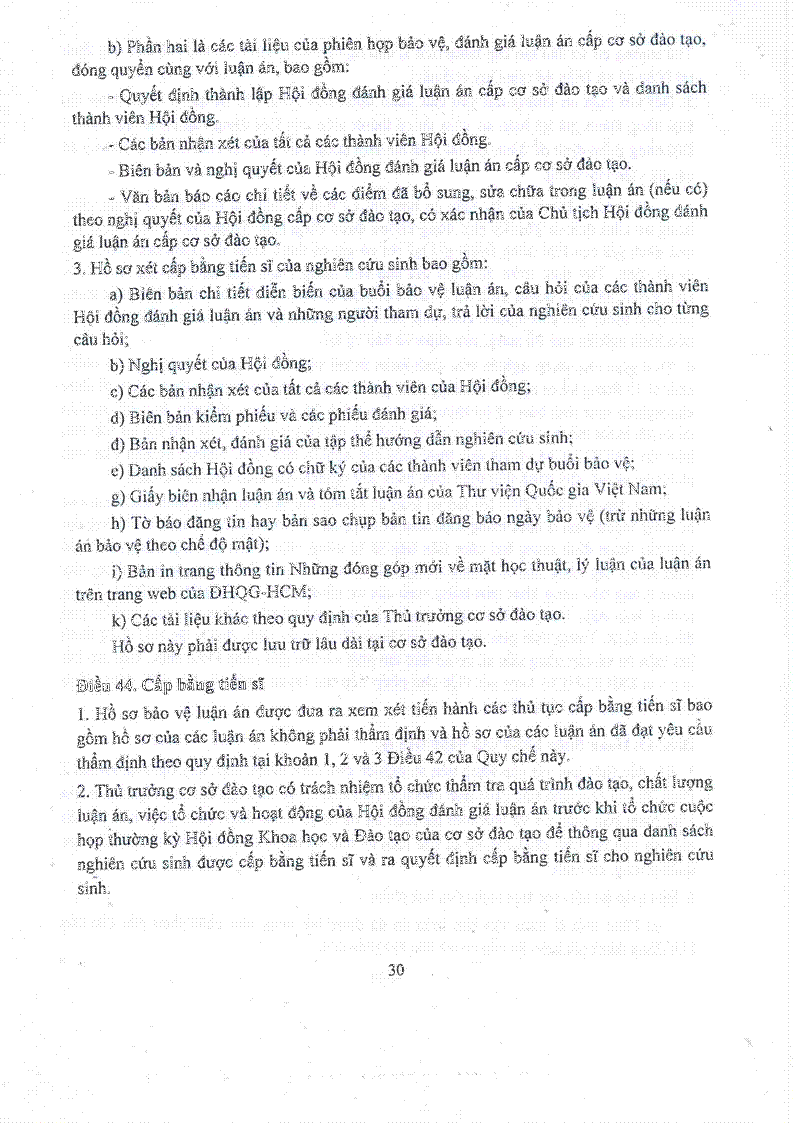 b) Phần hai là các tài liệu của phiên họp bảo vệ, đánh giá luận án cấp cơ sở đào tạo,
đóng quyển cùng với luận án, bao gồm:
- Quyết định thành lập Hội đồng đánh giá luận án cấp cơ sở đào tạo và danh sách
thành viên Hội đồng.
- Các bản nhận xét của tất cả các thành viên Hội đồng.
- Biên bản và nghị quyết của Hội đồng đánh giá luận án cấp cơ sở đào tạo.
- Văn bản báo cáo chi tiết về các điểm đã bổ sung, sửa chữa trong luận án (nếu có)
theo nghị quyết của Hội đồng cấp cơ sở đào tạo, có xác nhận của Chủ tịch Hội đồng đánh
giá luận án cấp cơ sở đào tạo.
3. Hồ sơ xét cấp bằng tiến sĩ của nghiên cứu sinh bao gồm:
a) Biên bản chi tiết diễn biến của buổi bảo vệ luận án, câu hỏi của các thành viên
Hội đồng đánh giá luận án và những người tham dự, trả lời của nghiên cứu sinh cho từng
câu hỏi;
b) Nghị quyết của Hội đồng;
c) Các bản nhận xét của tất cả các thành viên của Hội đồng;
d) Biên bản kiểm phiếu và các phiếu đánh giá;
đ) Bản nhận xét, đánh giá của tập thể hướng dẫn nghiên cứu sinh;
e) Danh sách Hội đồng có chữ ký của các thành viên tham dự buổi bảo vệ;
g) Giấy biên nhận luận án và tóm tắt luận án của Thư viện Quốc gia Việt Nam;
h) Tờ báo đăng tin hay bản sao chụp bản tin đăng báo ngày bảo vệ (trừ những luận
án bảo vệ theo chế độ mật);
i) Bản in trang thông tin Những đóng góp mới về mặt học thuật, lý luận của luận án
trên trang web của ĐHQG-HCM;
k) Các tài liệu khác theo quy định của Thủ trưởng cơ sở đào tạo.
Hồ sơ này phải được lưu trữ lâu dài tại cơ sở đào tạo.
Điều 44. Cấp bằng tiến sĩ
1. Hồ sơ bảo vệ luận án được đưa ra xem xét tiến hành các thủ tục cấp bằng tiến sĩ bao
gồm hồ sơ của các luận án không phải thẩm định và hồ sơ của các luận án đã đạt yêu cầu
thẩm định theo quy định tại khoản 1, 2 và 3 Điều 42 của Quy chế này.
2. Thủ trưởng cơ sở đào tạo có trách nhiệm tổ chức thẩm tra quá trình đào tạo, chất lượng
luận án, việc tổ chức và hoạt động của Hội đồng đánh giá luận án trước khi tổ chức cuộc
họp thường kỳ Hội đồng Khoa học và Đào tạo của cơ sở đào tạo để thông qua danh sách
nghiên cứu sinh được cấp bằng tiến sĩ và ra quyết định cấp bằng tiến sĩ cho nghiên cứu
sinh.
30